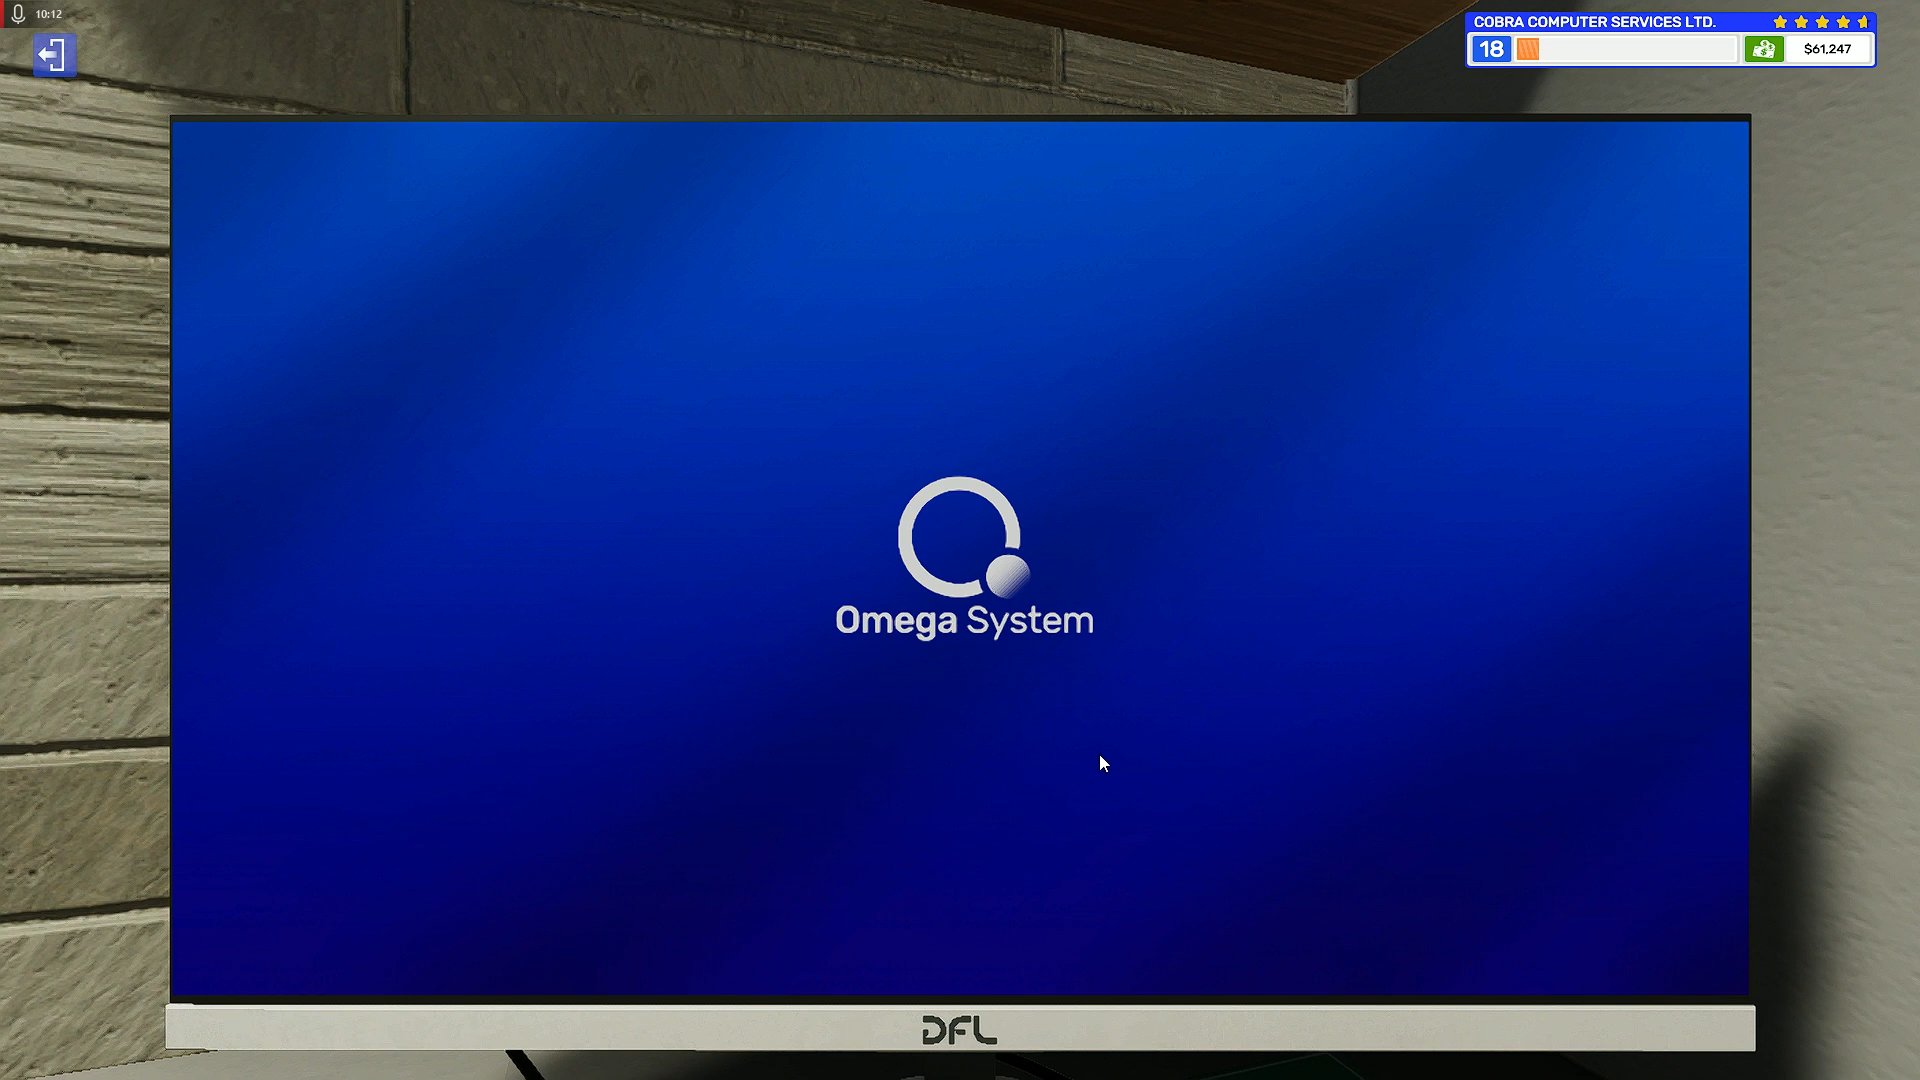 10:12
COBRA COMPUTER SERVICES LTD.
18
$61,247
Omega System
DFL